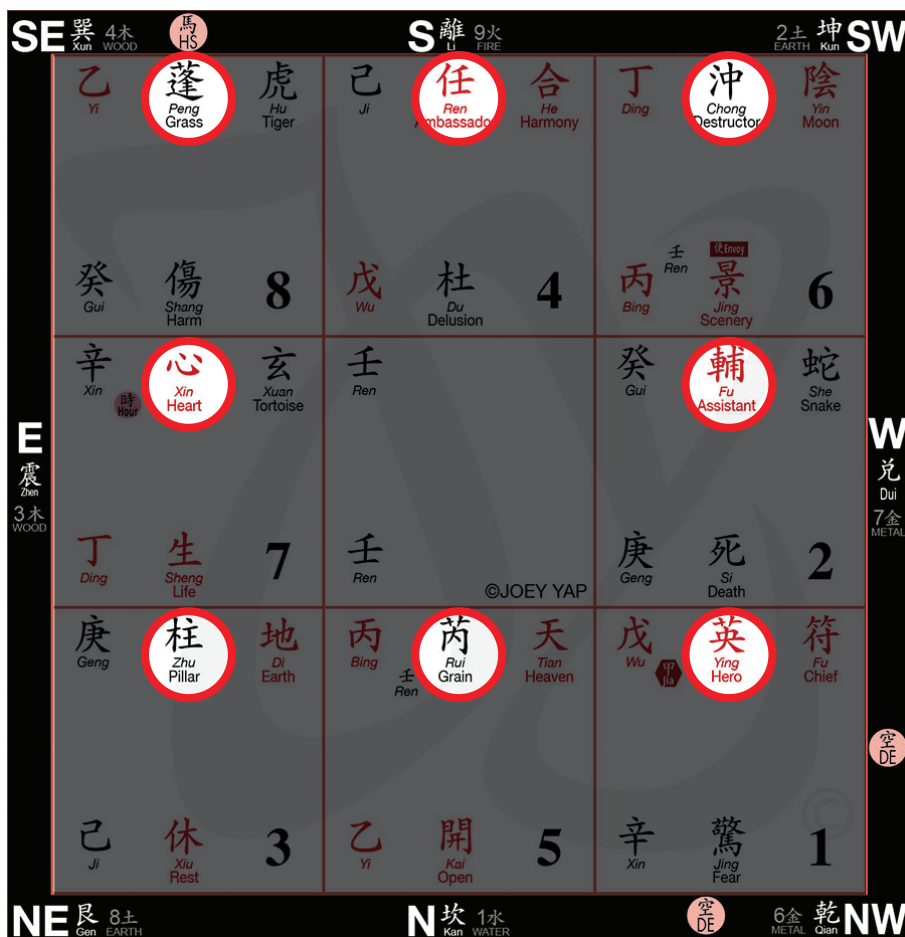 SE 巽 Xun 4木 WOOD 馬 HS
S 離 Li 9火 FIRE
2土 EARTH 坤 Kun SW
乙 Yi
蓬 Peng Grass
虎 Hu Tiger
癸 Gui
傷 Shang Harm
8
己 Ji
任 Ren Ambassado
合 He Harmony
戊 Wu
杜 Du Delusion
4
丁 Ding
沖 Chong Destructor
陰 Yin Moon
壬 Ren
使 Envoy
丙 Bing
景 Jing Scenery
6
E 震 Zhen 3木 WOOD
辛 Xin
時 Hour
心 Xin Heart
玄 Xuan Tortoise
丁 Ding
生 Sheng Life
7
壬 Ren
壬 Ren
©JOEY YAP
癸 Gui
輔 Fu Assistant
蛇 She Snake
庚 Geng
死 Si Death
2
W 兌 Dui 7金 METAL
庚 Geng
柱 Zhu Pillar
地 Di Earth
己 Ji
休 Xiu Rest
3
丙 Bing
壬 Ren
芮 Rui Grain
天 Tian Heaven
乙 Yi
開 Kai Open
5
戊 Wu
甲 Jia
英 Ying Hero
符 Fu Chief
辛 Xin
驚 Jing Fear
1
©
空 DE
NE 艮 Gen 8土 EARTH
N 坎 Kan 1水 WATER
空 DE
6金 METAL 乾 Qian NW